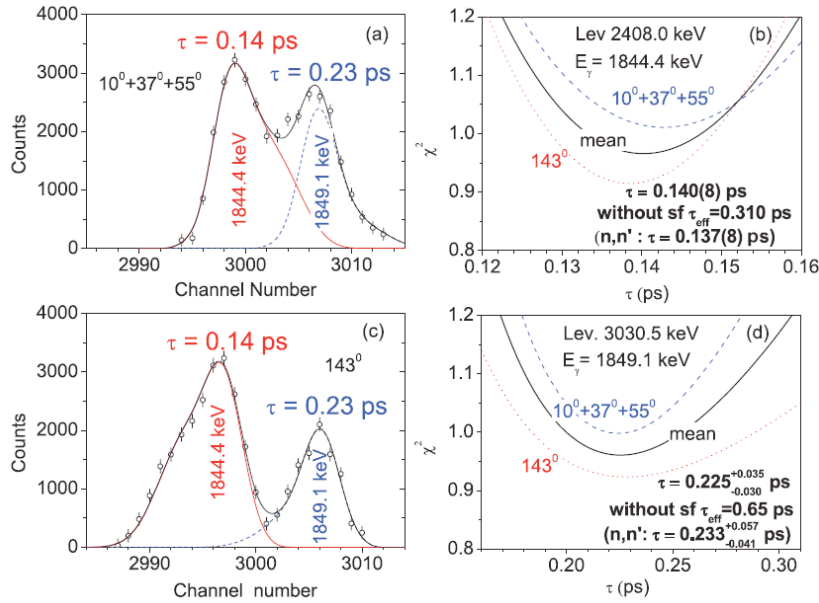 4000
3000
2000
1000
0
Counts
(a)
τ = 0.14 ps
τ = 0.23 ps
10⁰+37⁰+55⁰
1844.4 keV
1849.1 keV
2990
3000
3010
Channel Number
1.2
1.1
1.0
0.9
0.8
χ²
Lev 2408.0 keV
(b)
Eγ = 1844.4 keV
10⁰+37⁰+55⁰
mean
143⁰
τ = 0.140(8) ps
without sf τeff=0.310 ps
(n,n' : τ = 0.137(8) ps)
0.12
0.13
0.14
0.15
0.16
τ (ps)
4000
3000
2000
1000
0
Counts
(c)
τ = 0.14 ps
143⁰
τ = 0.23 ps
1844.4 keV
1849.1 keV
2990
3000
3010
Channel number
1.2
1.1
1.0
0.9
0.8
χ²
Lev. 3030.5 keV
(d)
Eγ = 1849.1 keV
10⁰+37⁰+55⁰
mean
143⁰
τ = 0.225 +0.035 -0.030 ps
without sf τeff=0.65 ps
(n,n': τ = 0.233 +0.057 -0.041 ps)
0.20
0.25
0.30
τ (ps)